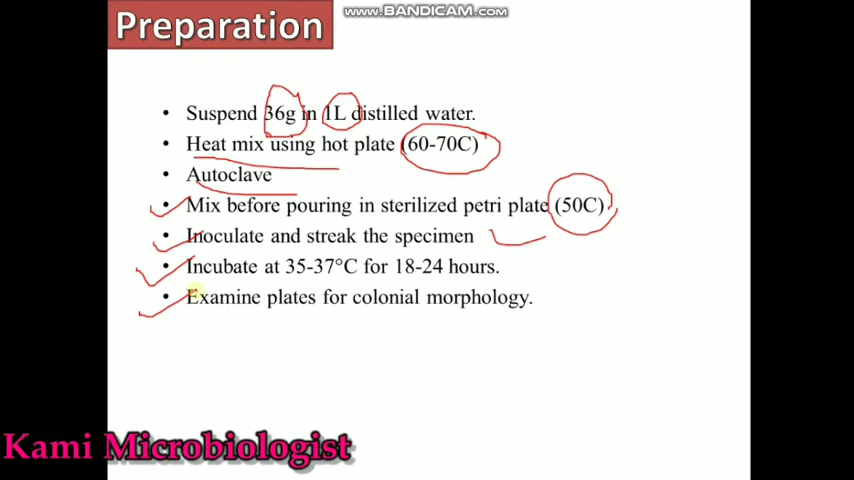 Preparation
www.BANDICAM.com
• Suspend 36g in 1L distilled water.
• Heat mix using hot plate (60-70C)
• Autoclave
• Mix before pouring in sterilized petri plate (50C)
• Inoculate and streak the specimen
• Incubate at 35-37°C for 18-24 hours.
• Examine plates for colonial morphology.
Kami Microbiologist